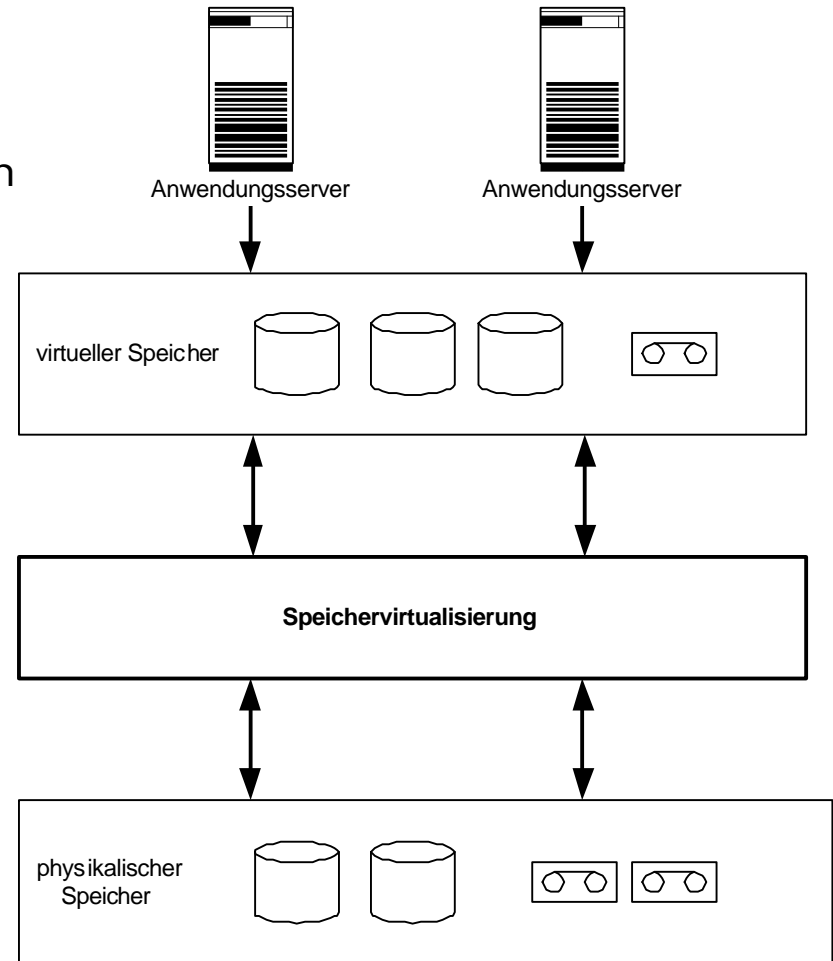 n
Anwendungsserver Anwendungsserver
virtueller Speicher
Speichervirtualisierung
physikalischer
Speicher